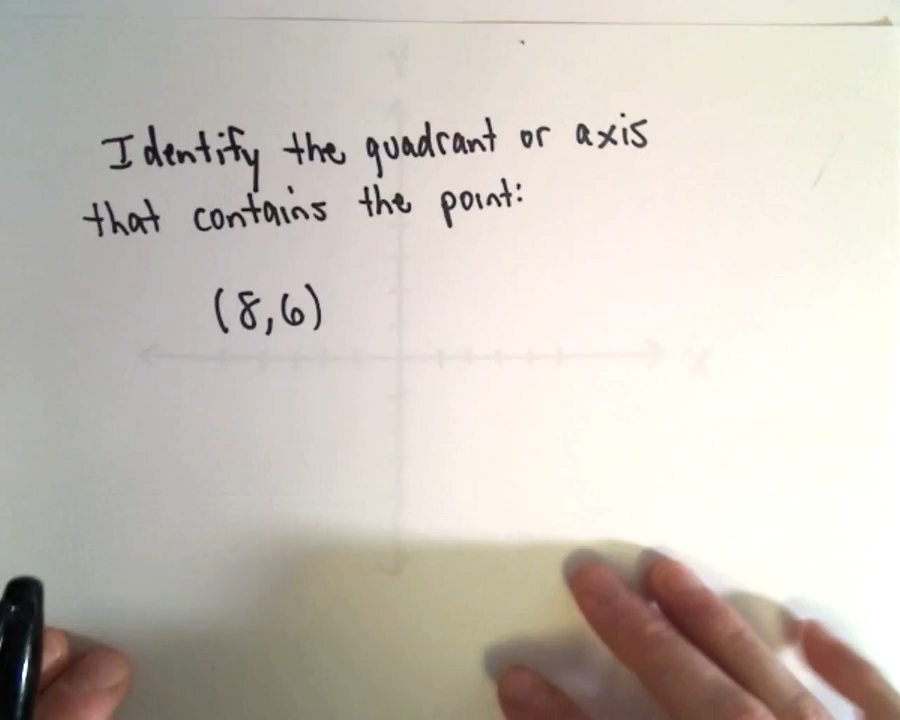 Identify the quadrant or axis
that contains the point:
(8,6)
Y
X